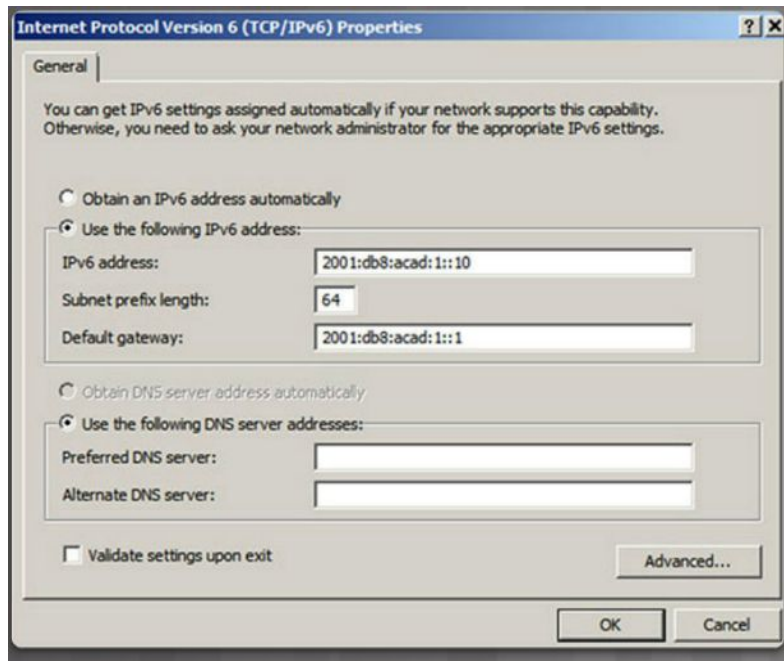 Internet Protocol Version 6 (TCP/IPv6) Properties
General
You can get IPv6 settings assigned automatically if your network supports this capability.
Otherwise, you need to ask your network administrator for the appropriate IPv6 settings.
Obtain an IPv6 address automatically
Use the following IPv6 address:
IPv6 address: 2001:db8:acad:1::10
Subnet prefix length: 64
Default gateway: 2001:db8:acad:1::1
Obtain DNS server address automatically
Use the following DNS server addresses:
Preferred DNS server:
Alternate DNS server:
Validate settings upon exit
Advanced...
OK Cancel